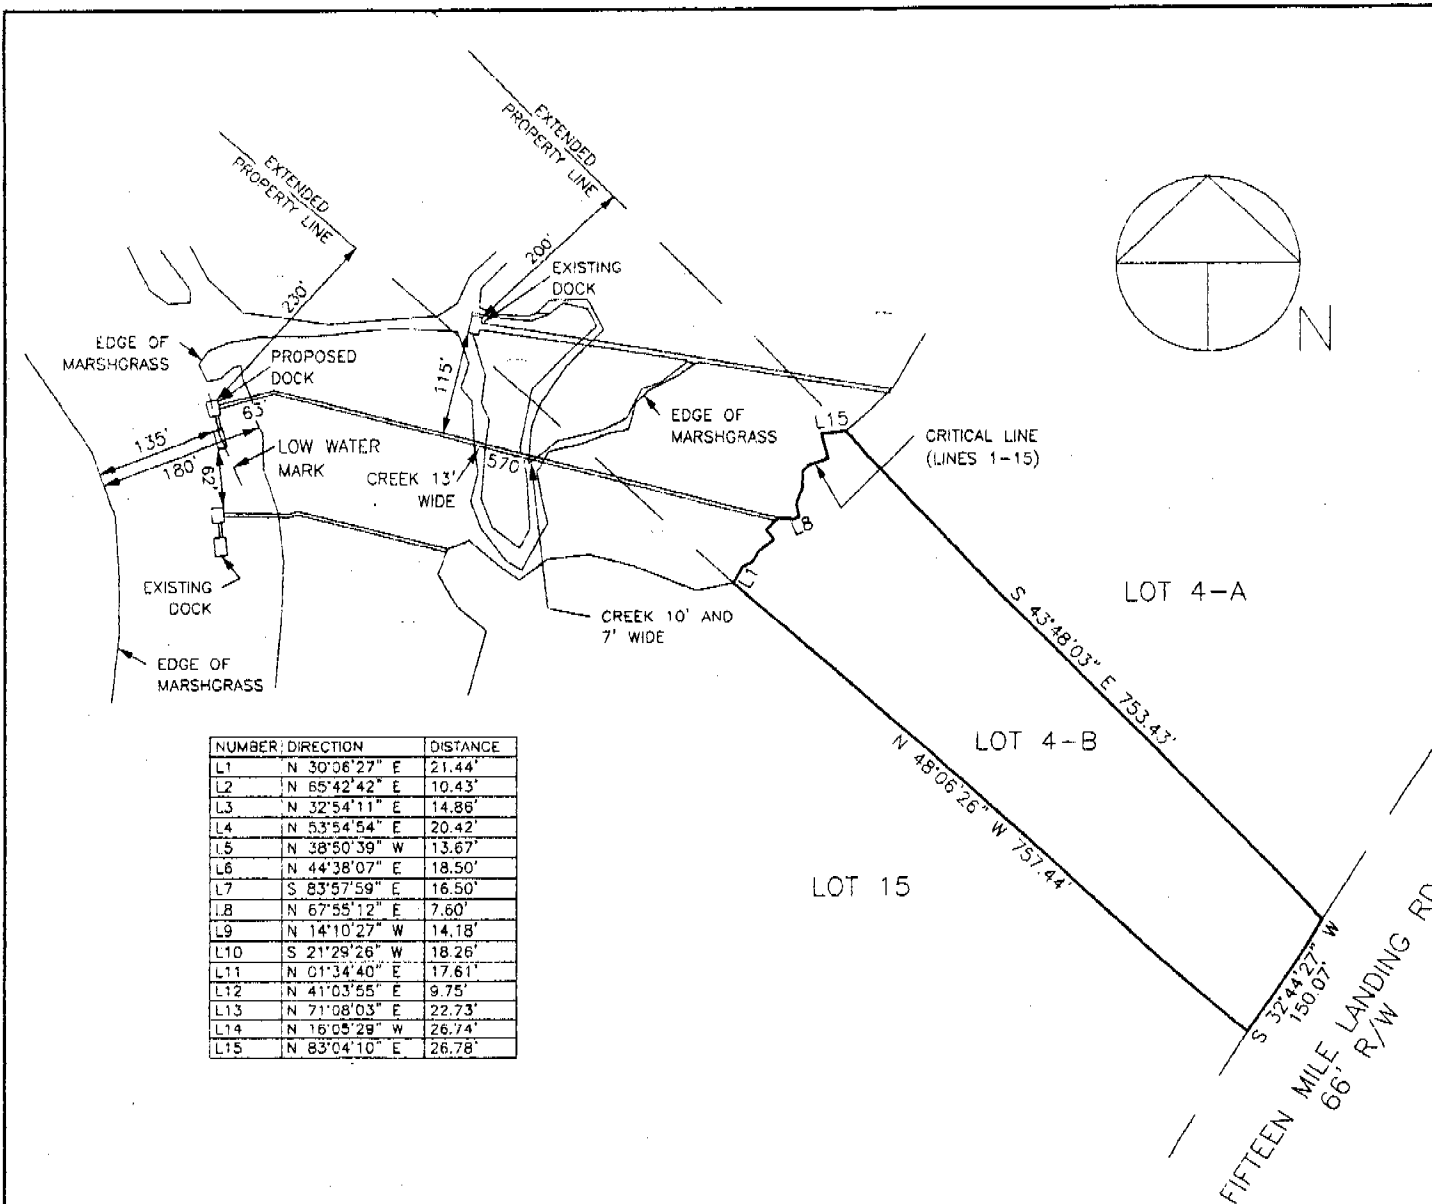 EXTENDED
PROPERTY LINE
EXTENDED
PROPERTY LINE
200'
230'
EXISTING
DOCK
N
EDGE OF
MARSHGRASS
PROPOSED
DOCK
115'
63'
135'
180'
62'
LOW WATER
MARK
CREEK 13'
WIDE
570'
EDGE OF
MARSHGRASS
L15
CRITICAL LINE
(LINES 1-15)
L8
L1
EXISTING
DOCK
CREEK 10' AND
7' WIDE
EDGE OF
MARSHGRASS
LOT 4-A
S 43°48'03" E 753.43'
LOT 4-B
N 48°06'26" W 757.44'
LOT 15
S 32°44'27" W
150.07'
FIFTEEN MILE LANDING RD
66' R/W
NUMBER DIRECTION DISTANCE
L1 N 30°06'27" E 21.44'
L2 N 65°42'42" E 10.43'
L3 N 32°54'11" E 14.86'
L4 N 53°54'54" E 20.42'
L5 N 38°50'39" W 13.67'
L6 N 44°38'07" E 18.50'
L7 S 83°57'59" E 16.50'
L8 N 67°55'12" E 7.60'
L9 N 14°10'27" W 14.18'
L10 S 21°29'26" W 18.26'
L11 N 01°34'40" E 17.61'
L12 N 41°03'55" E 9.75'
L13 N 71°08'03" E 22.73'
L14 N 16°05'29" W 26.74'
L15 N 83°04'10" E 26.78'